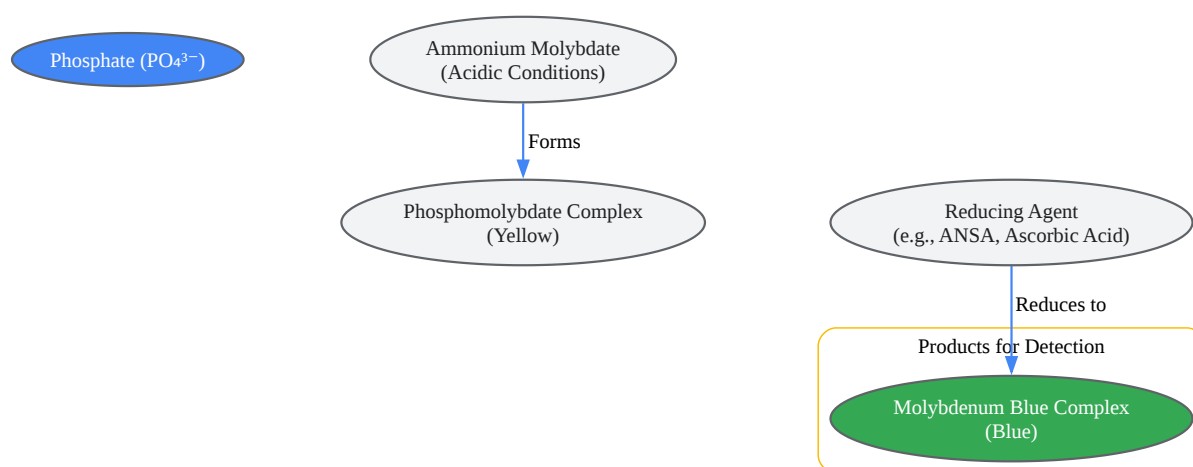 Phosphate (PO₄³⁻)
Ammonium Molybdate
(Acidic Conditions)
Forms
Phosphomolybdate Complex
(Yellow)
Reducing Agent
(e.g., ANSA, Ascorbic Acid)
Reduces to
Products for Detection
Molybdenum Blue Complex
(Blue)